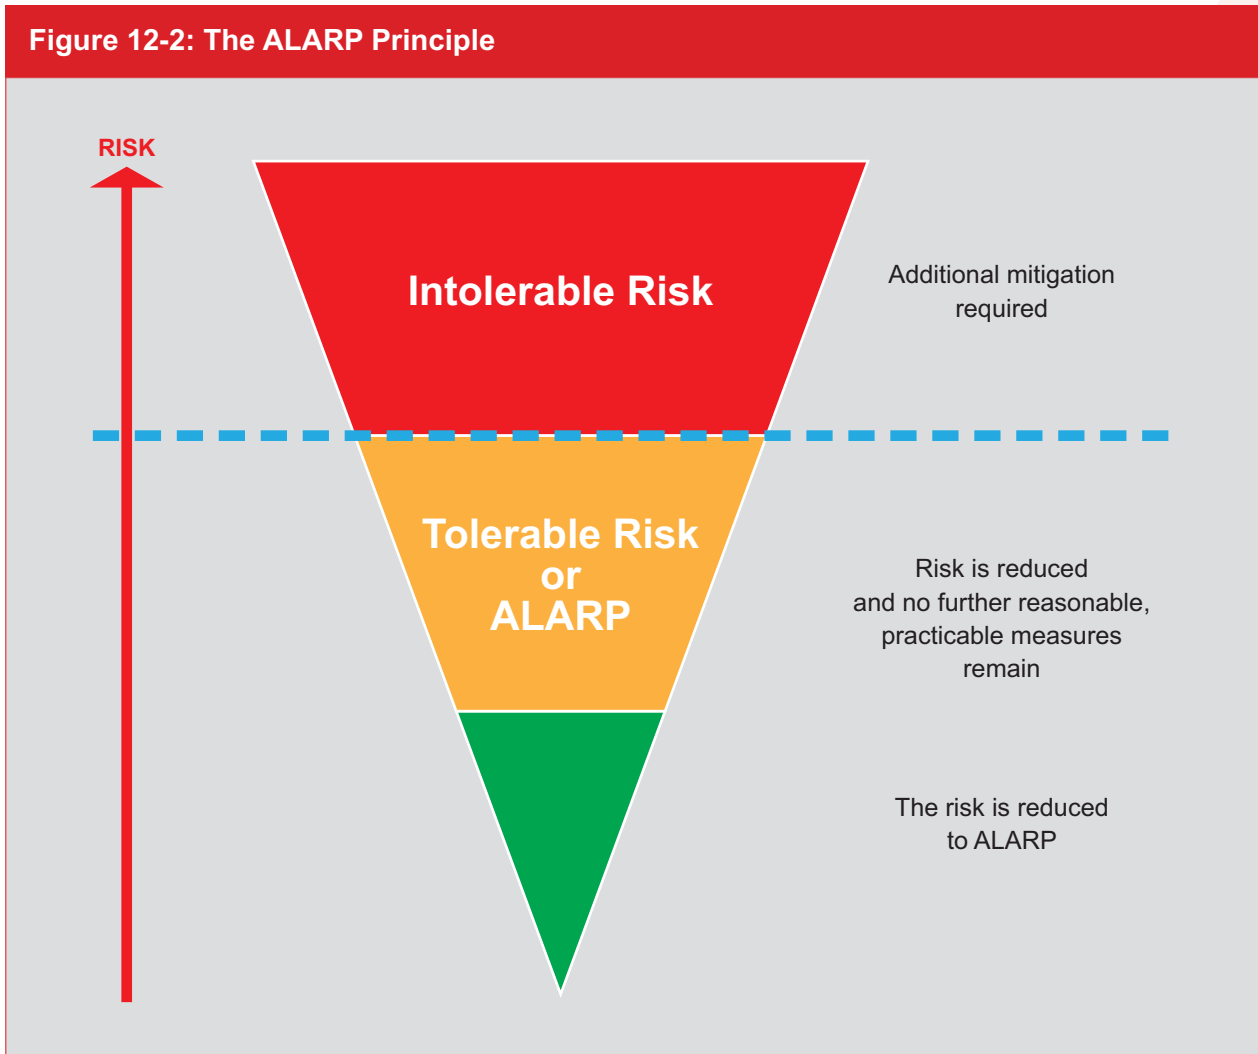 Figure 12-2: The ALARP Principle
RISK
Intolerable Risk
Additional mitigation
required
Tolerable Risk
or
ALARP
Risk is reduced
and no further reasonable,
practicable measures
remain
The risk is reduced
to ALARP